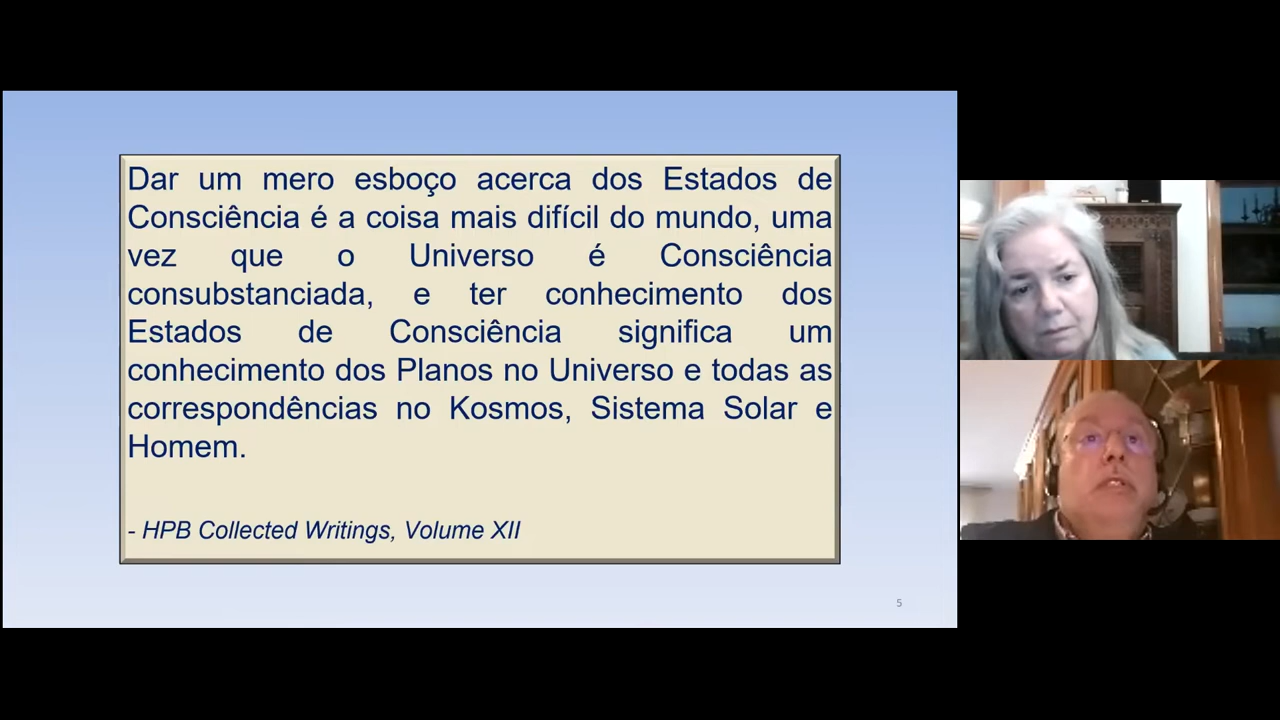 Dar um mero esboço acerca dos Estados de
Consciência é a coisa mais difícil do mundo, uma
vez que o Universo é Consciência
consubstanciada, e ter conhecimento dos
Estados de Consciência significa um
conhecimento dos Planos no Universo e todas as
correspondências no Kosmos, Sistema Solar e
Homem.
- HPB Collected Writings, Volume XII
5